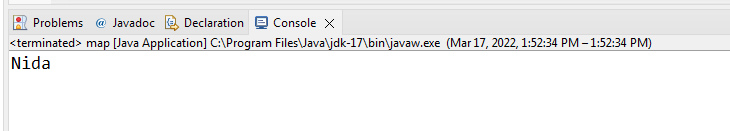 Problems @ Javadoc Declaration Console
<terminated> map [Java Application] C:\Program Files\Java\jdk-17\bin\javaw.exe (Mar 17, 2022, 1:52:34 PM – 1:52:34 PM)
Nida